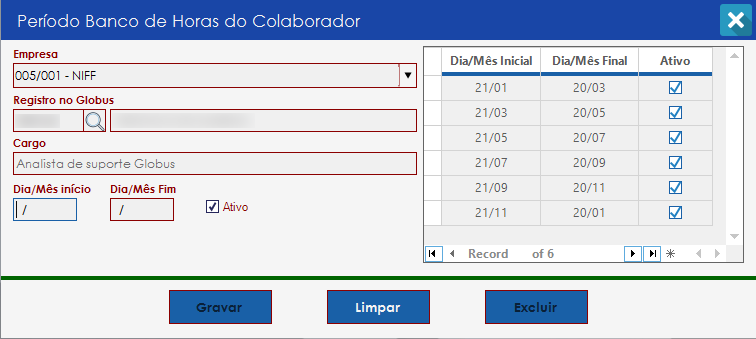 Período Banco de Horas do Colaborador
Empresa
005/001 - NIFF
Registro no Globus
Cargo
Analista de suporte Globus
Dia/Mês início Dia/Mês Fim
/ / Ativo
Dia/Mês Inicial Dia/Mês Final Ativo
21/01 20/03
21/03 20/05
21/05 20/07
21/07 20/09
21/09 20/11
21/11 20/01
Record of 6
Gravar Limpar Excluir